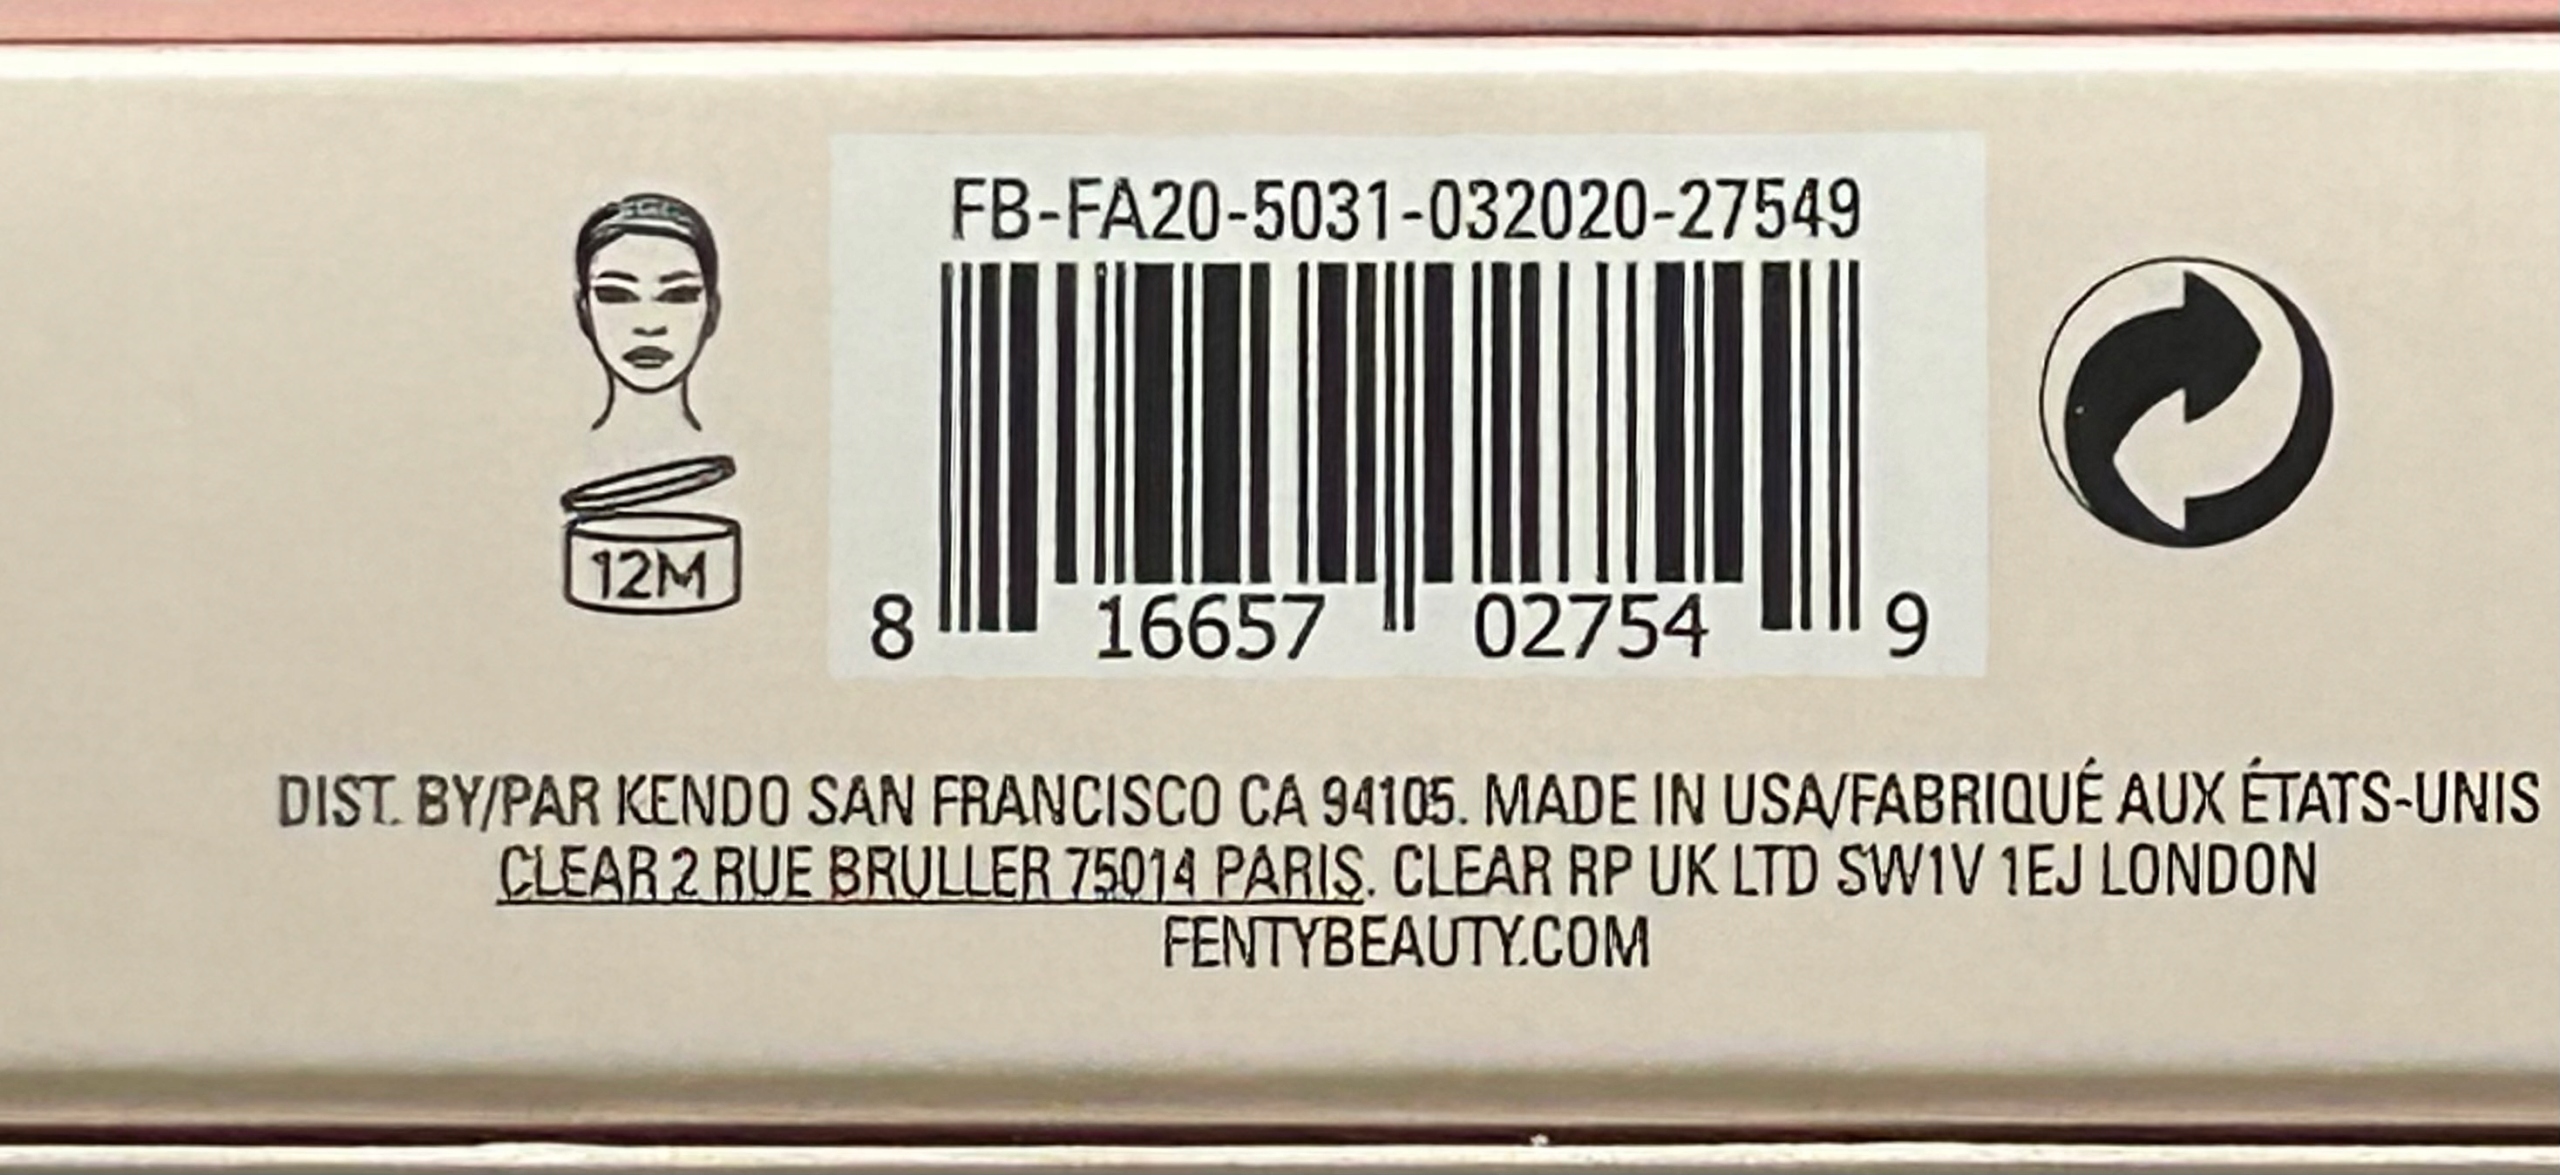 FB-FA20-5031-032020-27549
12M
8 16657 02754 9
DIST. BY/PAR KENDO SAN FRANCISCO CA 94105. MADE IN USA/FABRIQUÉ AUX ÉTATS-UNIS
CLEAR 2 RUE BRULLER 75014 PARIS. CLEAR RP UK LTD SW1V 1EJ LONDON
FENTYBEAUTY.COM